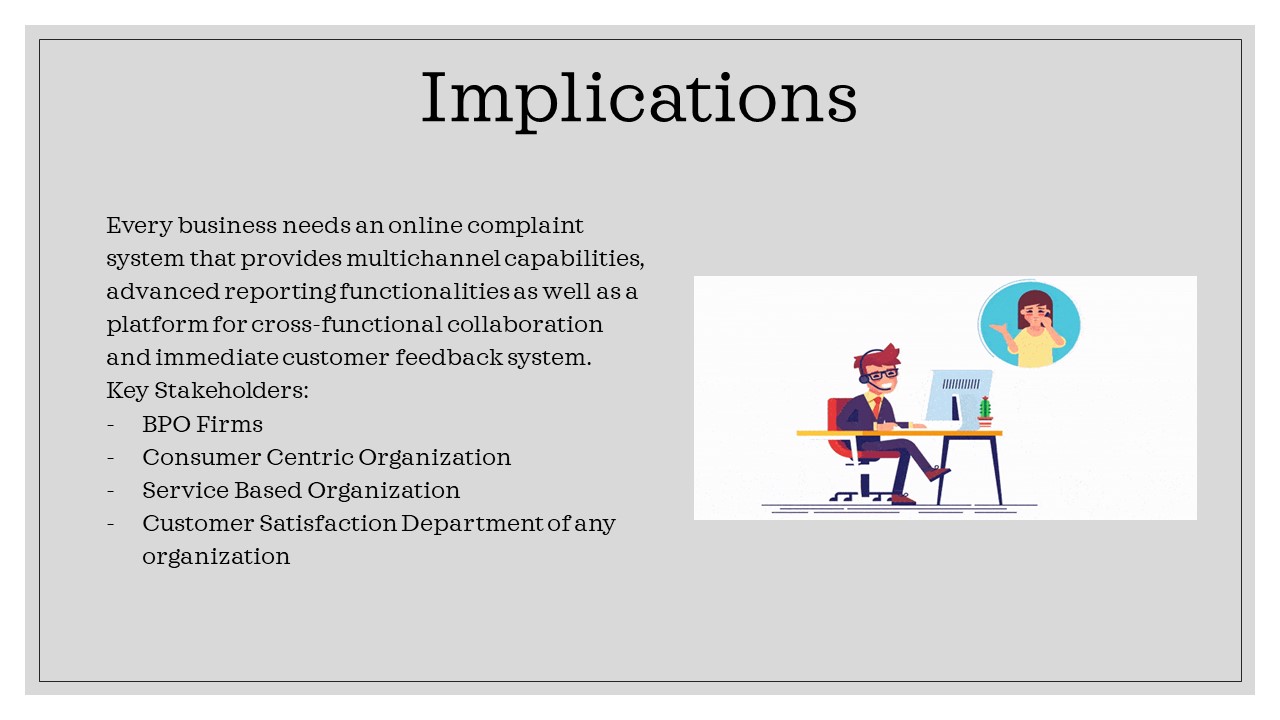 Implications
Every business needs an online complaint
system that provides multichannel capabilities,
advanced reporting functionalities as well as a
platform for cross-functional collaboration
and immediate customer feedback system.
Key Stakeholders:
- BPO Firms
- Consumer Centric Organization
- Service Based Organization
- Customer Satisfaction Department of any
organization